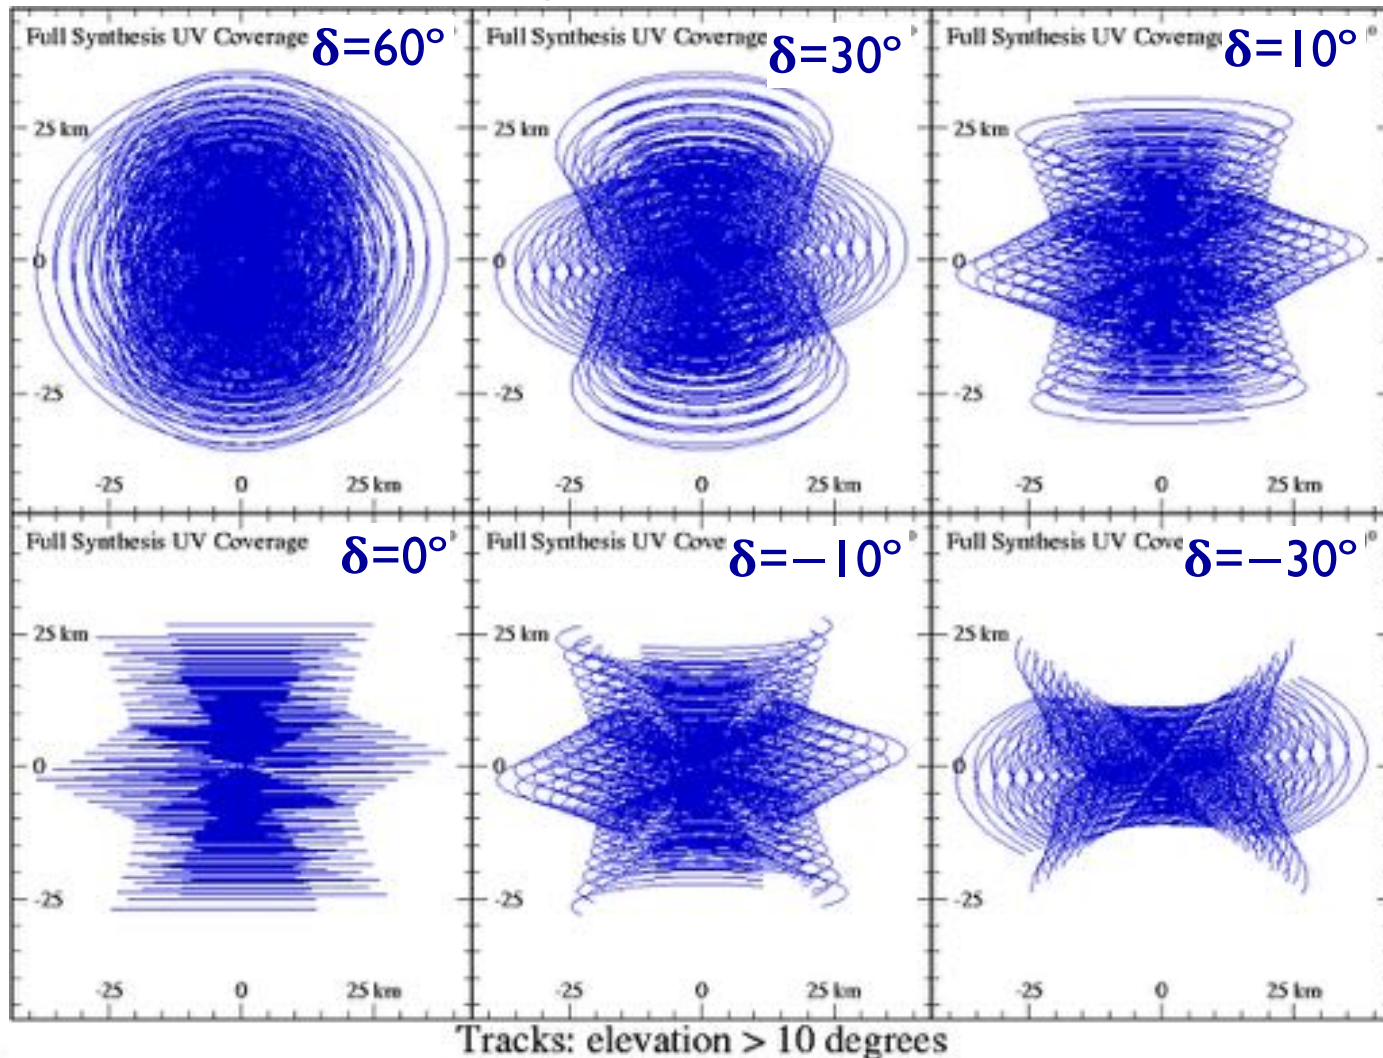 Full Synthesis UV Coverage δ=60°
25 km
0
-25
-25 0 25 km
Full Synthesis UV Coverage δ=30°
25 km
0
-25
-25 0 25 km
Full Synthesis UV Coverag δ=10°
25 km
0
-25
-25 0 25 km
Full Synthesis UV Coverage δ=0°
25 km
0
-25
-25 0 25 km
Full Synthesis UV Cove δ=−10°
25 km
0
-25
-25 0 25 km
Full Synthesis UV Cove δ=−30°
25 km
0
-25
-25 0 25 km
Tracks: elevation > 10 degrees